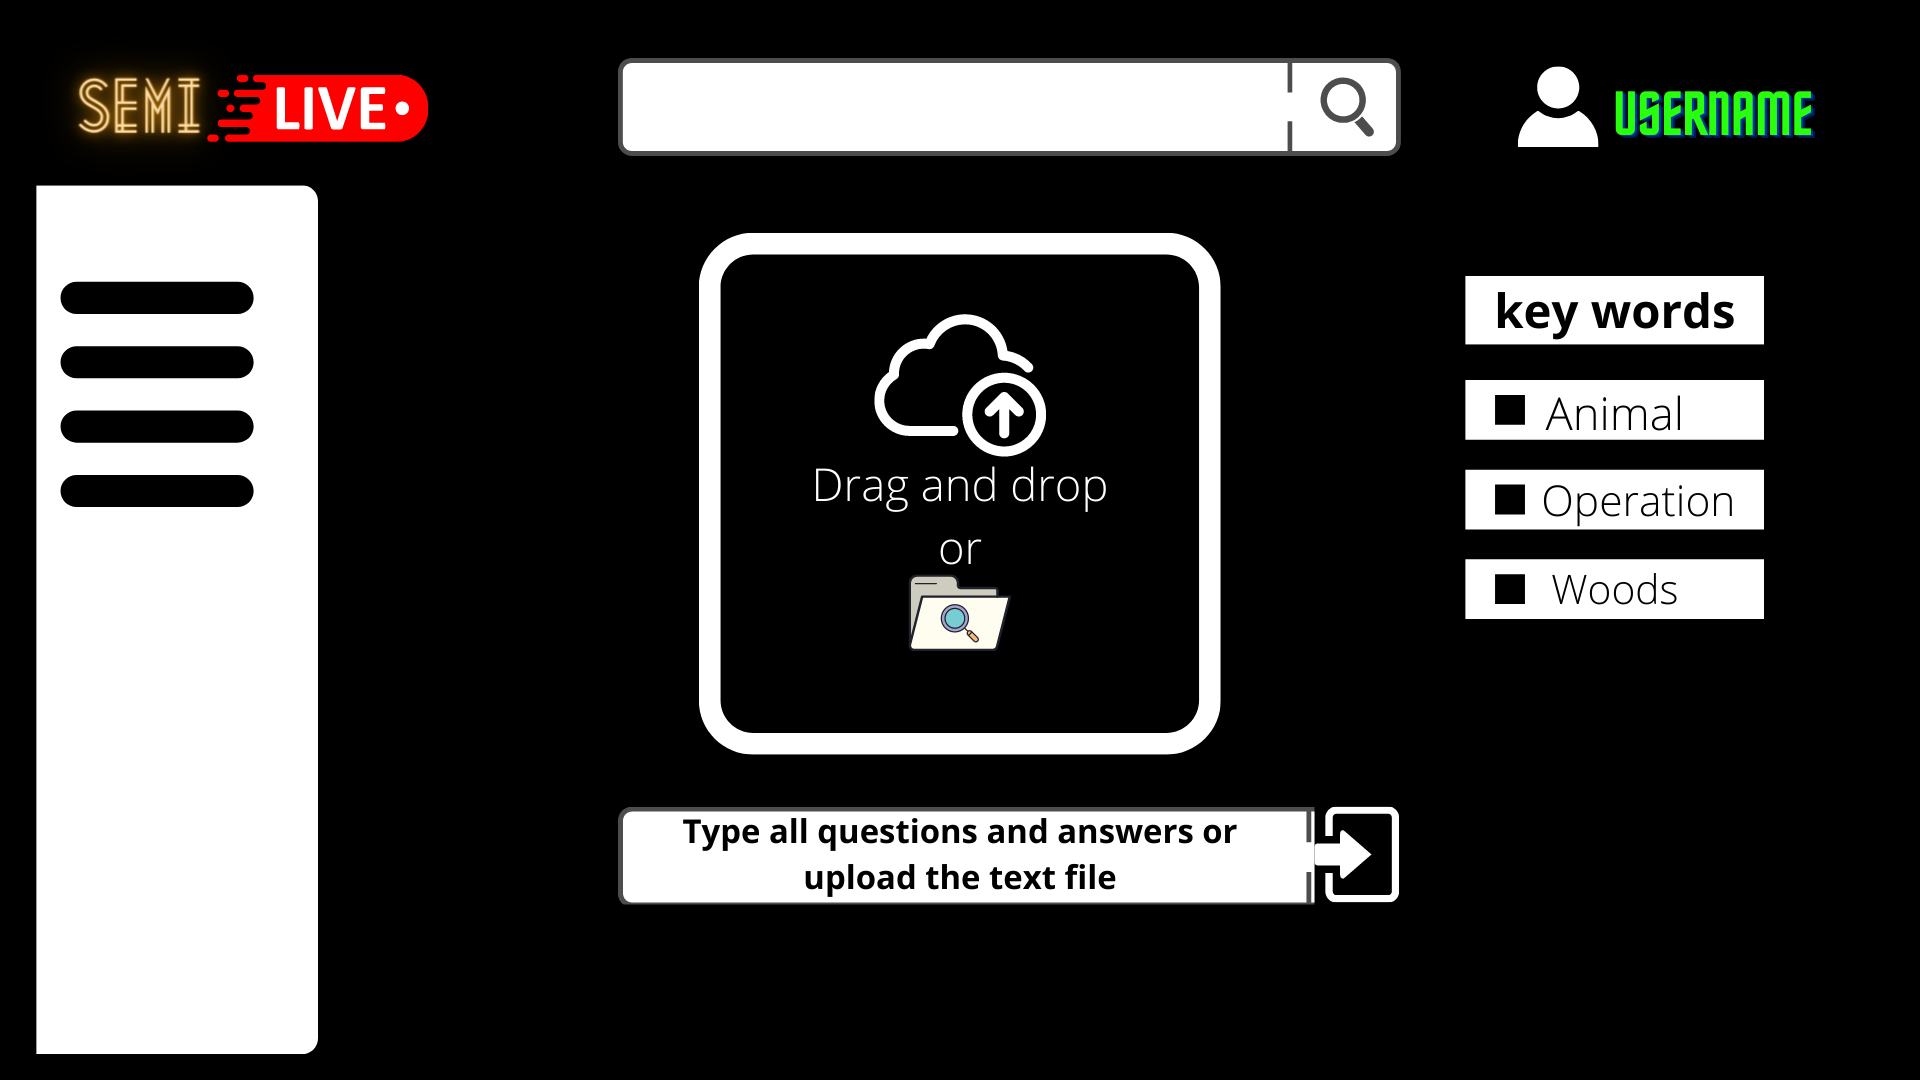 SEMI LIVE
USERNAME
key words
Animal
Operation
Woods
Drag and drop
or
Type all questions and answers or
upload the text file